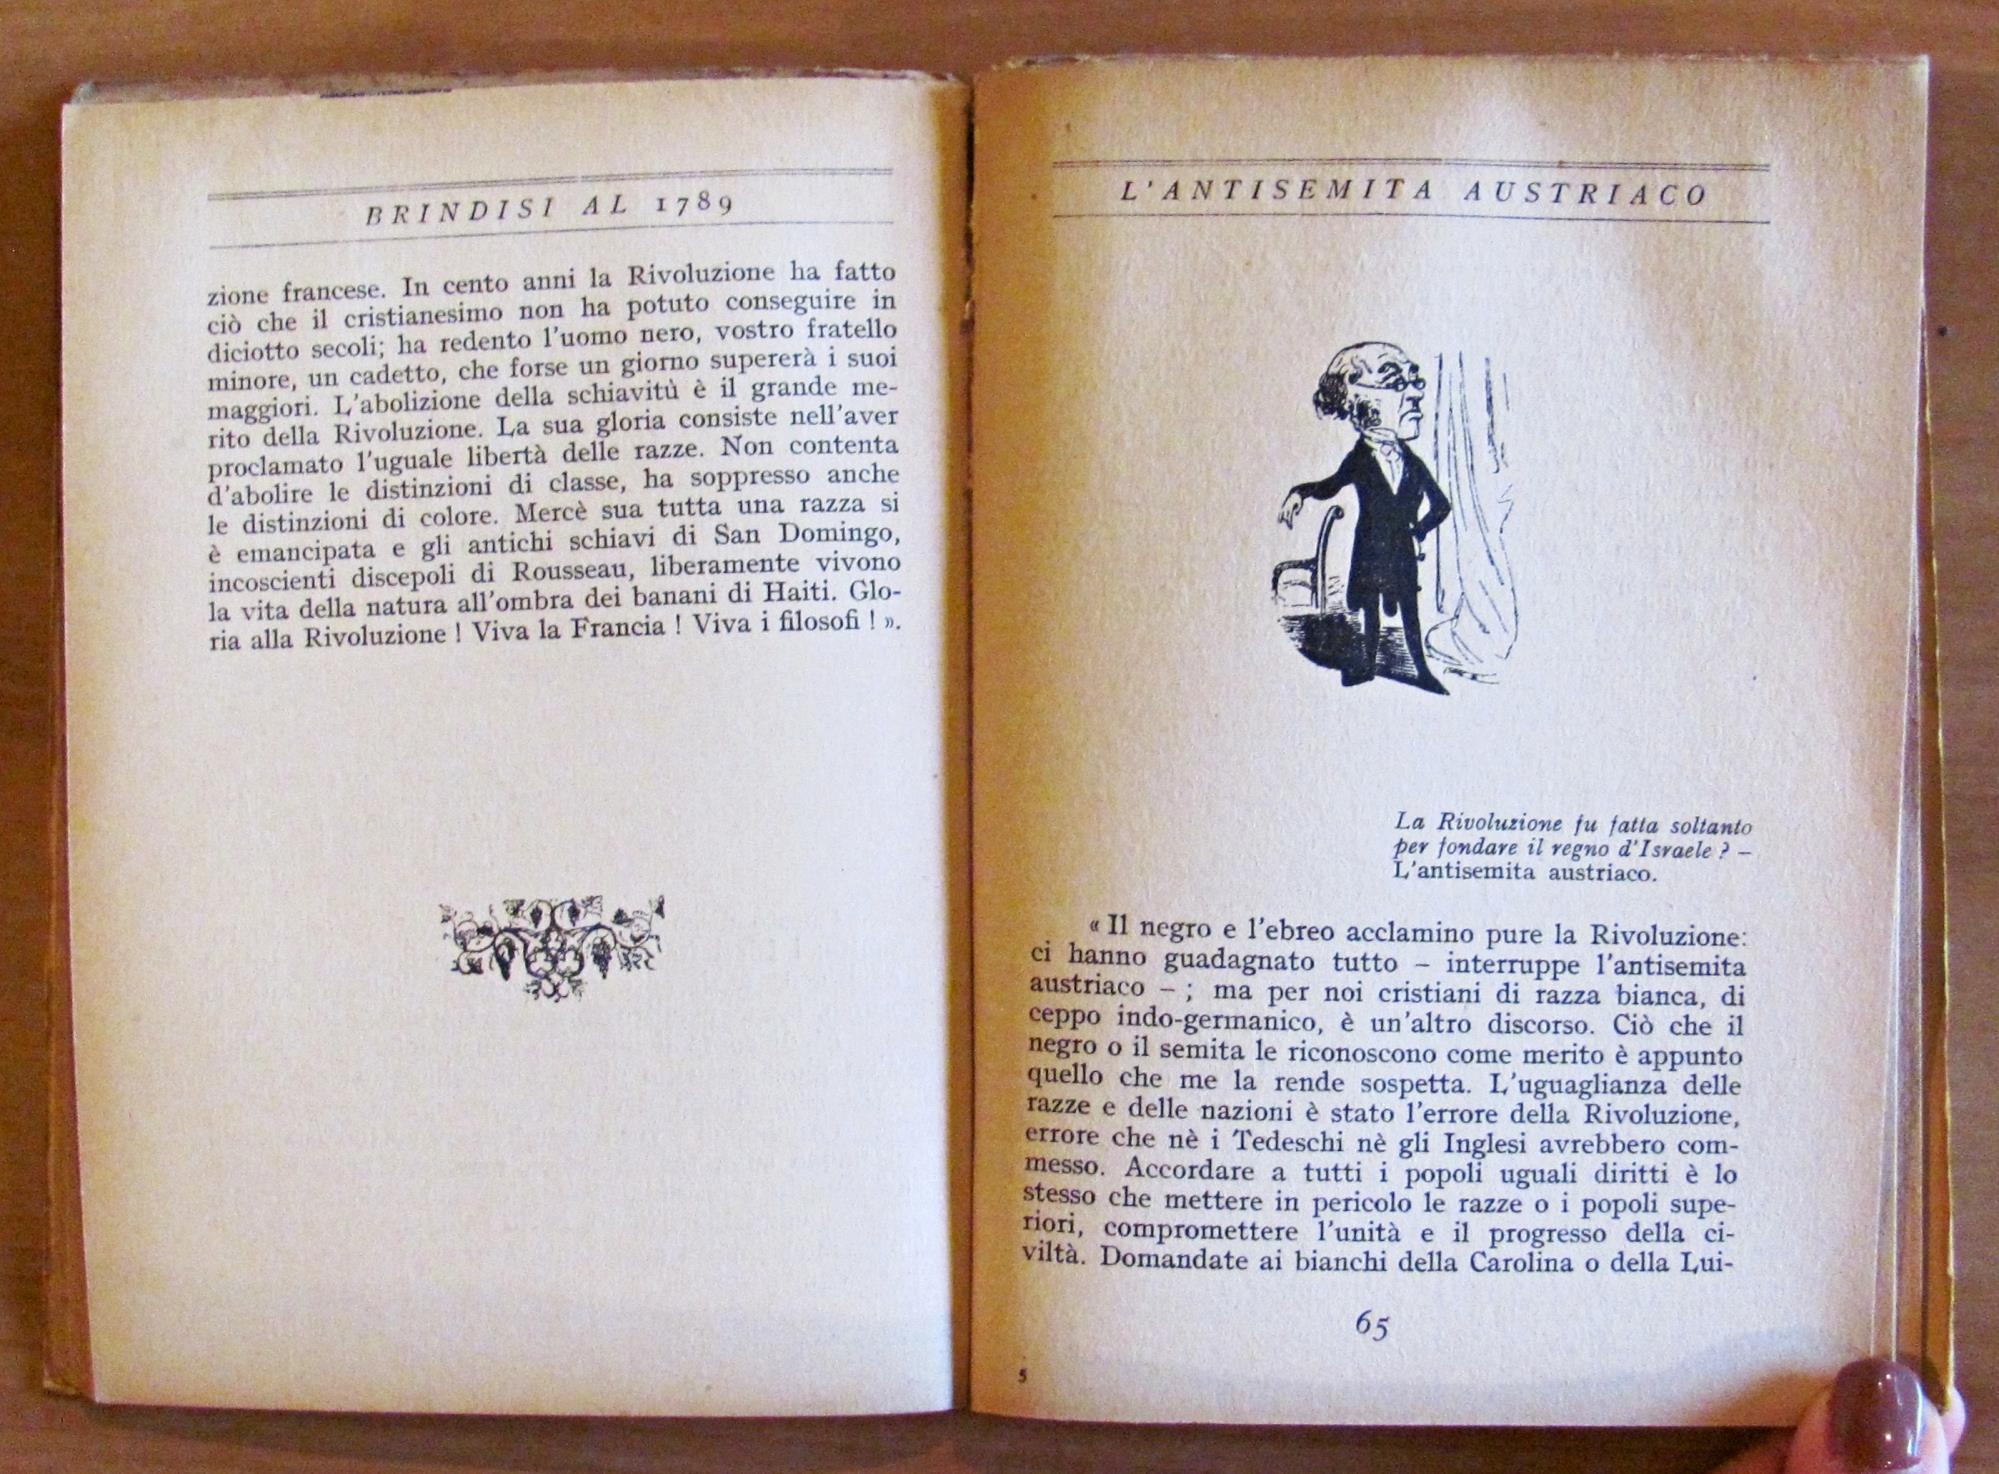 BRINDISI AL 1789
zione francese. In cento anni la Rivoluzione ha fatto
ciò che il cristianesimo non ha potuto conseguire in
diciotto secoli; ha redento l'uomo nero, vostro fratello
minore, un cadetto, che forse un giorno supererà i suoi
maggiori. L'abolizione della schiavitù è il grande me-
rito della Rivoluzione. La sua gloria consiste nell'aver
proclamato l'uguale libertà delle razze. Non contenta
d'abolire le distinzioni di classe, ha soppresso anche
le distinzioni di colore. Mercè sua tutta una razza si
è emancipata e gli antichi schiavi di San Domingo,
incoscienti discepoli di Rousseau, liberamente vivono
la vita della natura all'ombra dei banani di Haiti. Glo-
ria alla Rivoluzione ! Viva la Francia ! Viva i filosofi ! ».
L'ANTISEMITA AUSTRIACO
La Rivoluzione fu fatta soltanto
per fondare il regno d'Israele ? –
L'antisemita austriaco.
« Il negro e l'ebreo acclamino pure la Rivoluzione:
ci hanno guadagnato tutto – interruppe l'antisemita
austriaco – ; ma per noi cristiani di razza bianca, di
ceppo indo-germanico, è un'altro discorso. Ciò che il
negro o il semita le riconoscono come merito è appunto
quello che me la rende sospetta. L'uguaglianza delle
razze e delle nazioni è stato l'errore della Rivoluzione,
errore che nè i Tedeschi nè gli Inglesi avrebbero com-
messo. Accordare a tutti i popoli uguali diritti è lo
stesso che mettere in pericolo le razze o i popoli supe-
riori, compromettere l'unità e il progresso della ci-
viltà. Domandate ai bianchi della Carolina o della Lui-
65
5